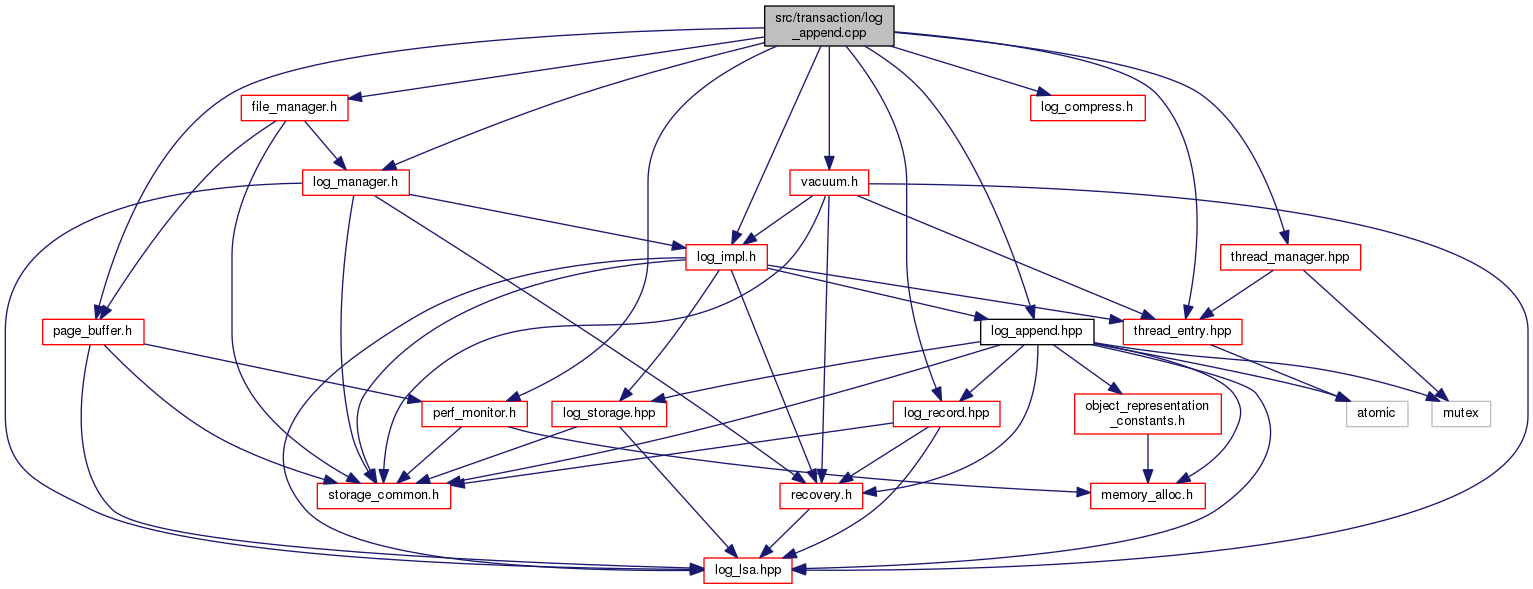 src/transaction/log
_append.cpp
file_manager.h
log_compress.h
log_manager.h
vacuum.h
log_impl.h
thread_manager.hpp
page_buffer.h
log_append.hpp
thread_entry.hpp
perf_monitor.h
log_storage.hpp
log_record.hpp
object_representation
_constants.h
atomic
mutex
storage_common.h
recovery.h
memory_alloc.h
log_lsa.hpp